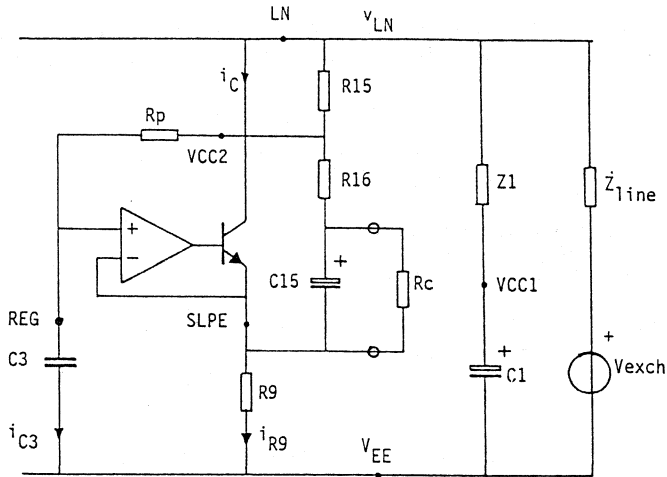 LN
vLN
iC
R15
Rp
VCC2
R16
Z1
Żline
+
−
+
C15
Rc
VCC1
REG
SLPE
C3
+
C1
+
Vexch
R9
iC3
iR9
VEE